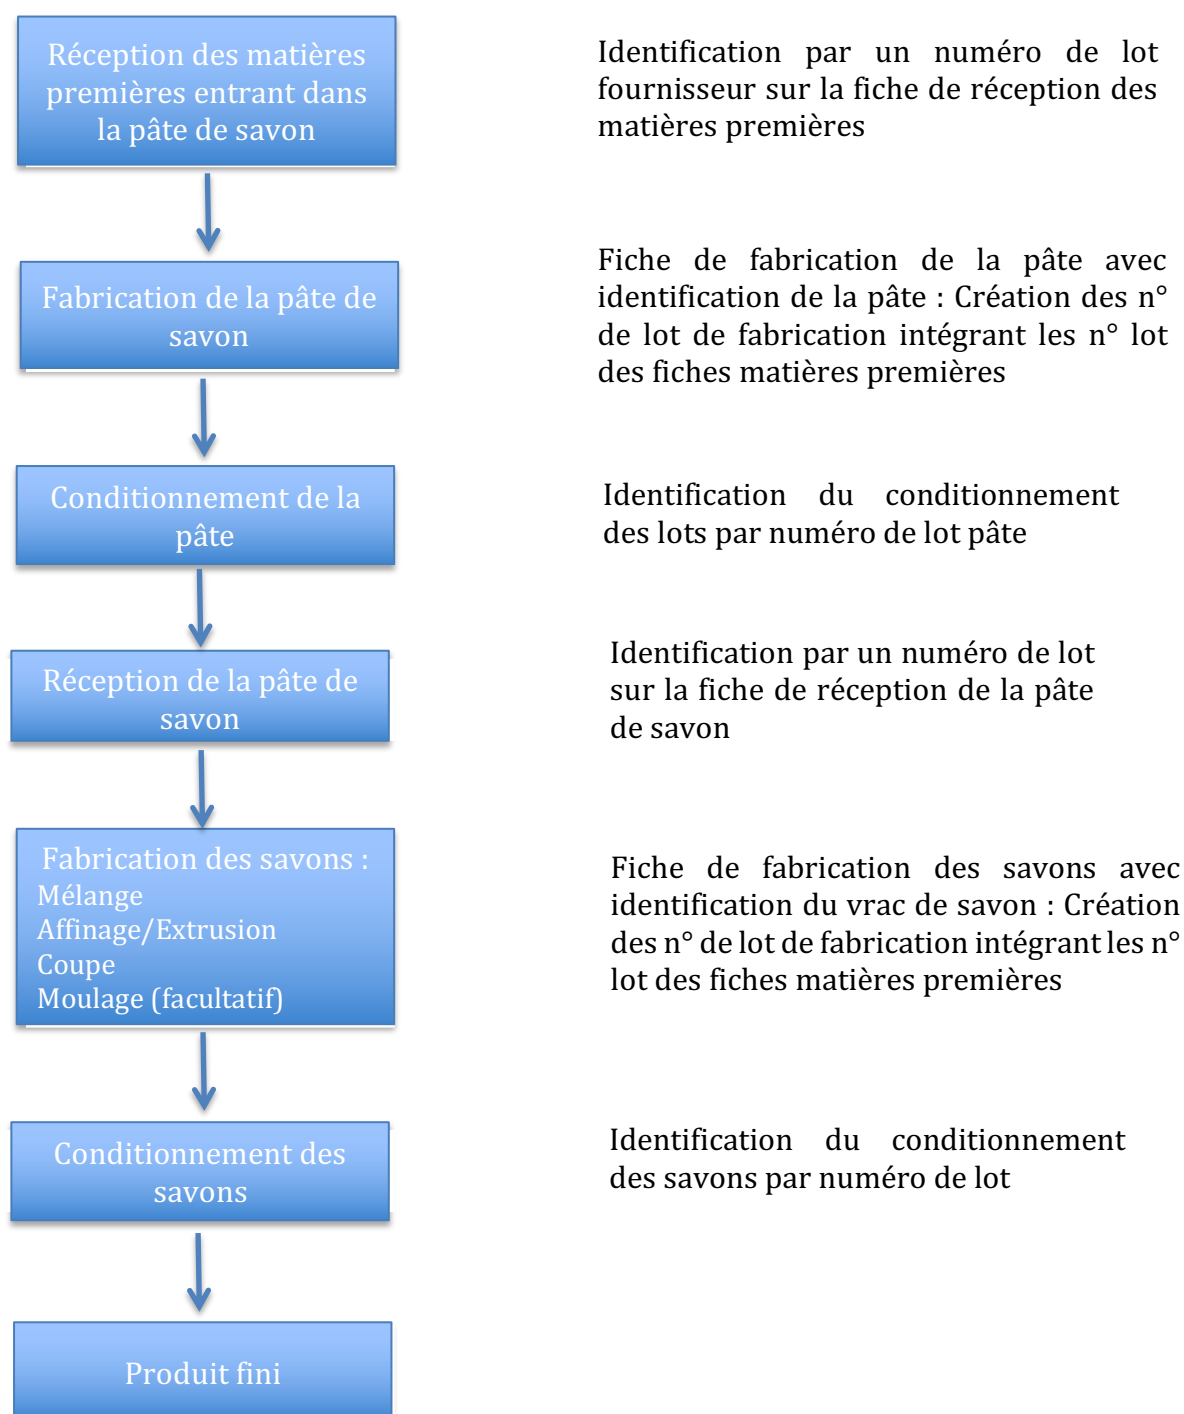 Réception des matières
premières entrant dans
la pâte de savon
Identification par un numéro de lot
fournisseur sur la fiche de réception des
matières premières
Fabrication de la pâte de
savon
Fiche de fabrication de la pâte avec
identification de la pâte : Création des n°
de lot de fabrication intégrant les n° lot
des fiches matières premières
Conditionnement de la
pâte
Identification du conditionnement
des lots par numéro de lot pâte
Réception de la pâte de
savon
Identification par un numéro de lot
sur la fiche de réception de la pâte
de savon
Fabrication des savons :
Mélange
Affinage/Extrusion
Coupe
Moulage (facultatif)
Fiche de fabrication des savons avec
identification du vrac de savon : Création
des n° de lot de fabrication intégrant les n°
lot des fiches matières premières
Conditionnement des
savons
Identification du conditionnement
des savons par numéro de lot
Produit fini